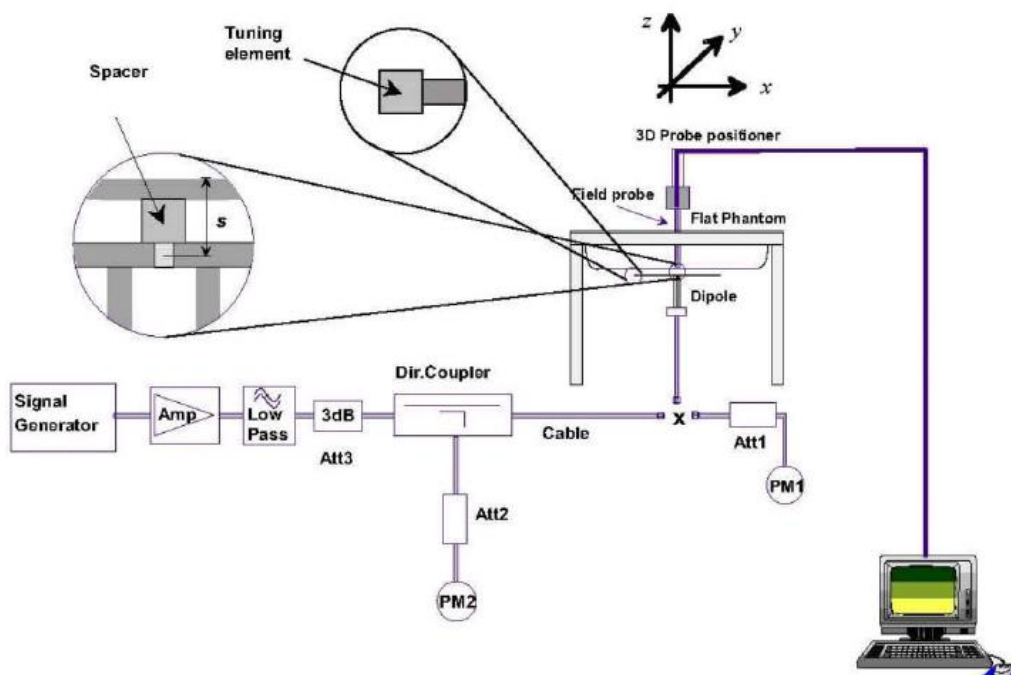 z
y
x
Tuning
element
Spacer
3D Probe positioner
Field probe
Flat Phantom
s
Dipole
Dir.Coupler
Signal
Generator
Amp
Low
Pass
3dB
Cable
x
Att1
Att3
PM1
Att2
PM2